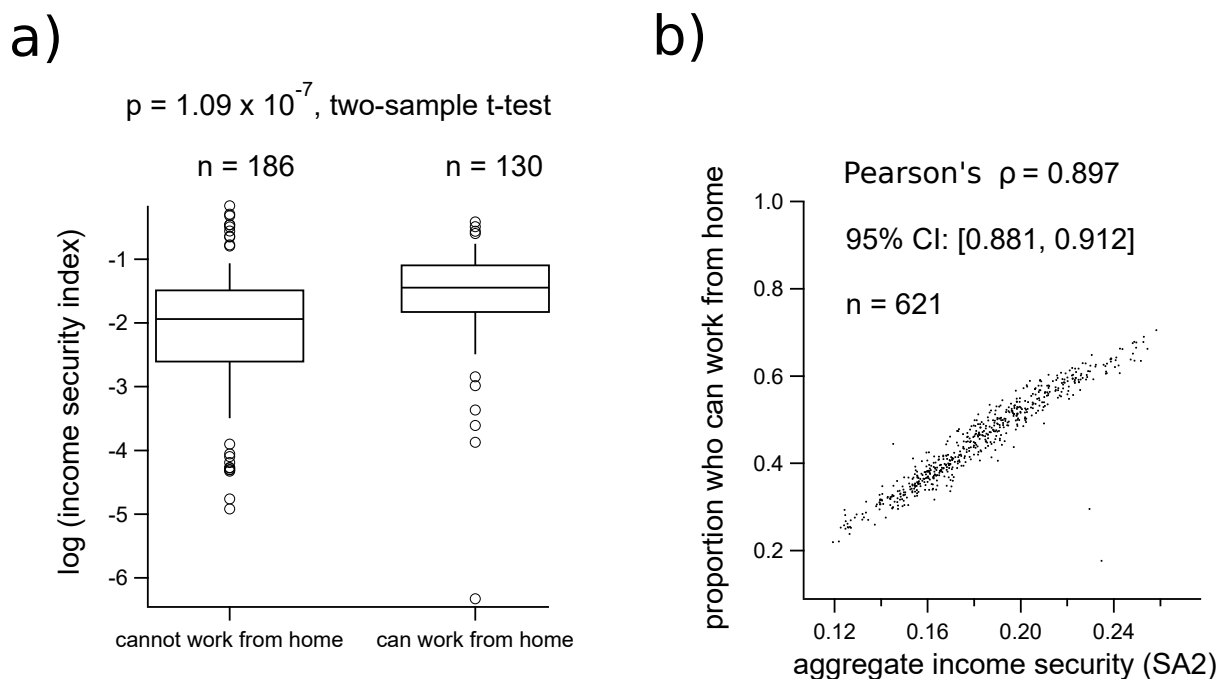 a)
p = 1.09 x 10-7, two-sample t-test
n = 186
n = 130
log (income security index)
-1
-2
-3
-4
-5
-6
cannot work from home
can work from home
b)
Pearson's ρ = 0.897
95% CI: [0.881, 0.912]
n = 621
proportion who can work from home
1.0
0.8
0.6
0.4
0.2
0.12
0.16
0.20
0.24
aggregate income security (SA2)